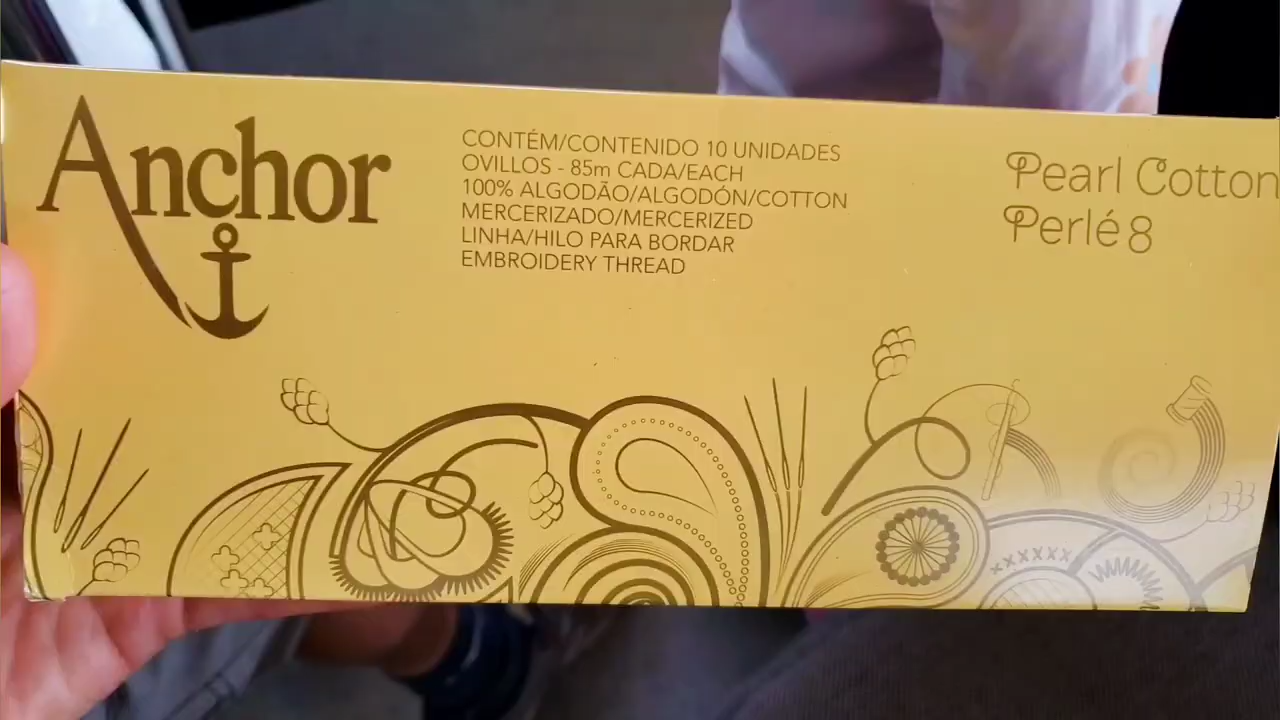 Anchor
CONTÉM/CONTENIDO 10 UNIDADES
OVILLOS - 85m CADA/EACH
100% ALGODÃO/ALGODÓN/COTTON
MERCERIZADO/MERCERIZED
LINHA/HILO PARA BORDAR
EMBROIDERY THREAD
Pearl Cotton
Perlé 8